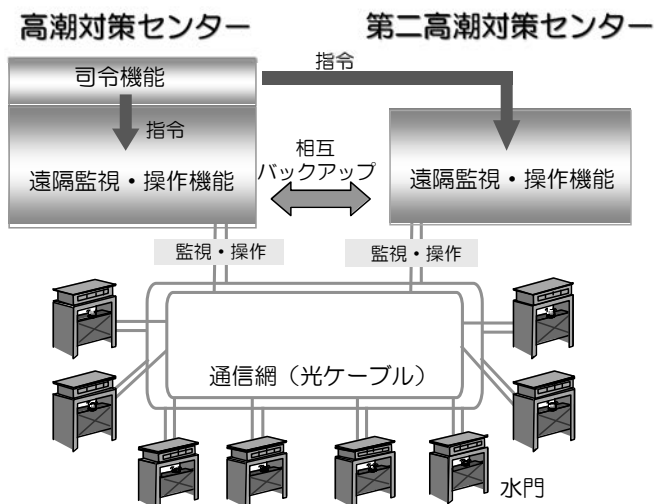 高潮対策センター
第二高潮対策センター
司令機能
指令
指令
遠隔監視・操作機能
相互
バックアップ
遠隔監視・操作機能
監視・操作
監視・操作
通信網（光ケーブル）
水門